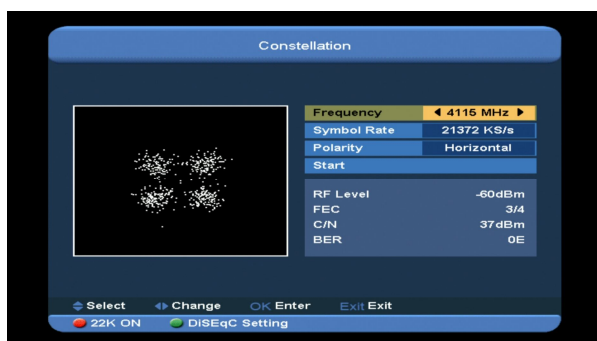 Constellation
Frequency 4115 MHz
Symbol Rate 21372 KS/s
Polarity Horizontal
Start
RF Level -60dBm
FEC 3/4
C/N 37dBm
BER 0E
Select Change OK Enter Exit Exit
22K ON DiSEqC Setting